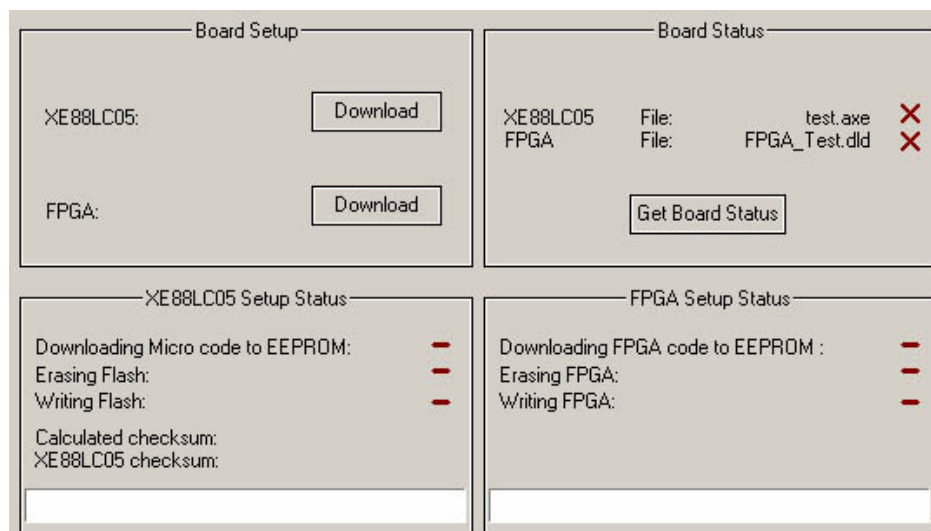 Board Setup
XE88LC05: Download
FPGA: Download
Board Status
XE88LC05 File: test.axe
FPGA File: FPGA_Test.dld
Get Board Status
XE88LC05 Setup Status
Downloading Micro code to EEPROM:
Erasing Flash:
Writing Flash:
Calculated checksum:
XE88LC05 checksum:
FPGA Setup Status
Downloading FPGA code to EEPROM :
Erasing FPGA:
Writing FPGA: